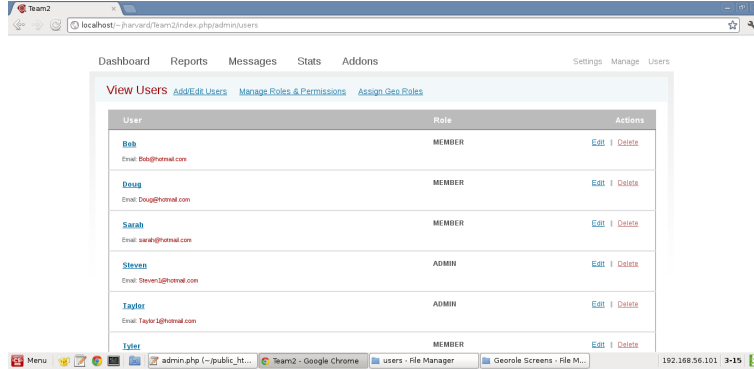 Team2
localhost/~jharvard/Team2/index.php/admin/users
Dashboard Reports Messages Stats Addons Settings Manage Users
View Users Add/Edit Users Manage Roles & Permissions Assign Geo Roles
User Role Actions
Bob MEMBER Edit | Delete
Email: Bob@hotmail.com
Doug MEMBER Edit | Delete
Email: Doug@hotmail.com
Sarah MEMBER Edit | Delete
Email: sarah@hotmail.com
Steven ADMIN Edit | Delete
Email: Steven1@hotmail.com
Taylor ADMIN Edit | Delete
Email: Taylor1@hotmail.com
Tyler MEMBER Edit | Delete
Menu admin.php (~/public_ht... Team2 - Google Chrome users - File Manager Georole Screens - File M... 192.168.56.101 3-15